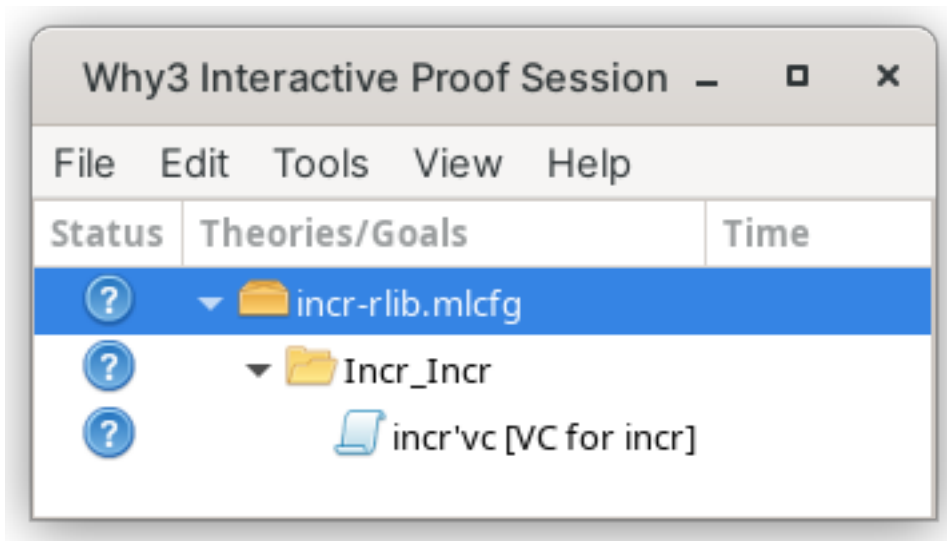 Why3 Interactive Proof Session
File Edit Tools View Help
Status Theories/Goals Time
? incr-rlib.mlcfg
? Incr_Incr
? incr'vc [VC for incr]